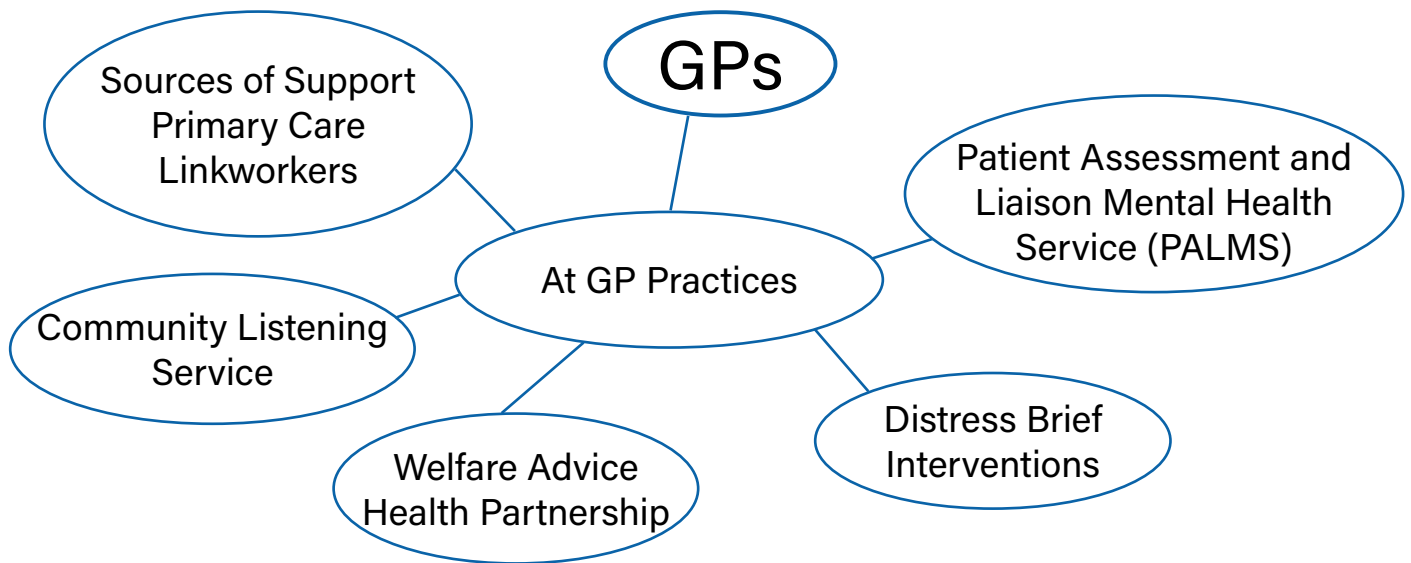 GPs
Sources of Support
Primary Care
Linkworkers
Patient Assessment and
Liaison Mental Health
Service (PALMS)
At GP Practices
Community Listening
Service
Distress Brief
Interventions
Welfare Advice
Health Partnership